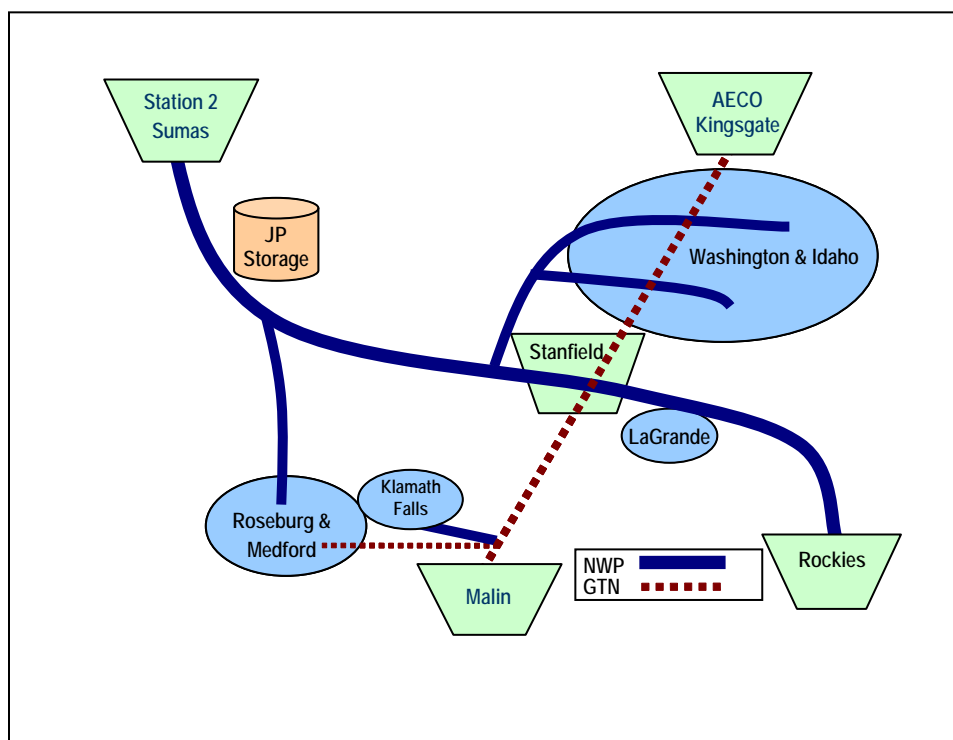 Station 2
Sumas
AECO
Kingsgate
JP
Storage
Washington & Idaho
Stanfield
LaGrande
Klamath
Falls
Roseburg &
Medford
Malin
NWP
GTN
Rockies